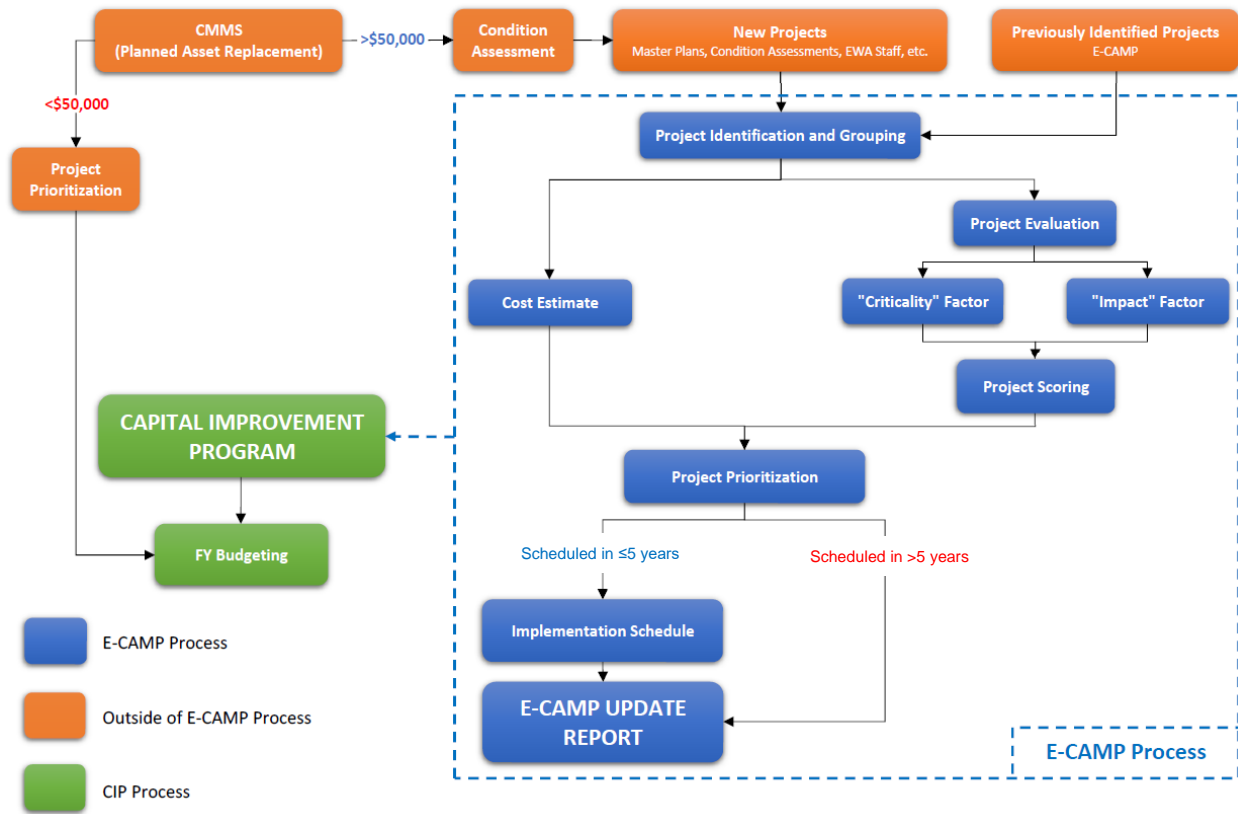 CMMS
(Planned Asset Replacement)
>$50,000
Condition
Assessment
New Projects
Master Plans, Condition Assessments, EWA Staff, etc.
Previously Identified Projects
E-CAMP
<$50,000
Project
Prioritization
Project Identification and Grouping
Project Evaluation
Cost Estimate
"Criticality" Factor
"Impact" Factor
Project Scoring
CAPITAL IMPROVEMENT
PROGRAM
Project Prioritization
FY Budgeting
Scheduled in ≤5 years
Scheduled in >5 years
Implementation Schedule
E-CAMP UPDATE
REPORT
E-CAMP Process
Outside of E-CAMP Process
CIP Process
E-CAMP Process